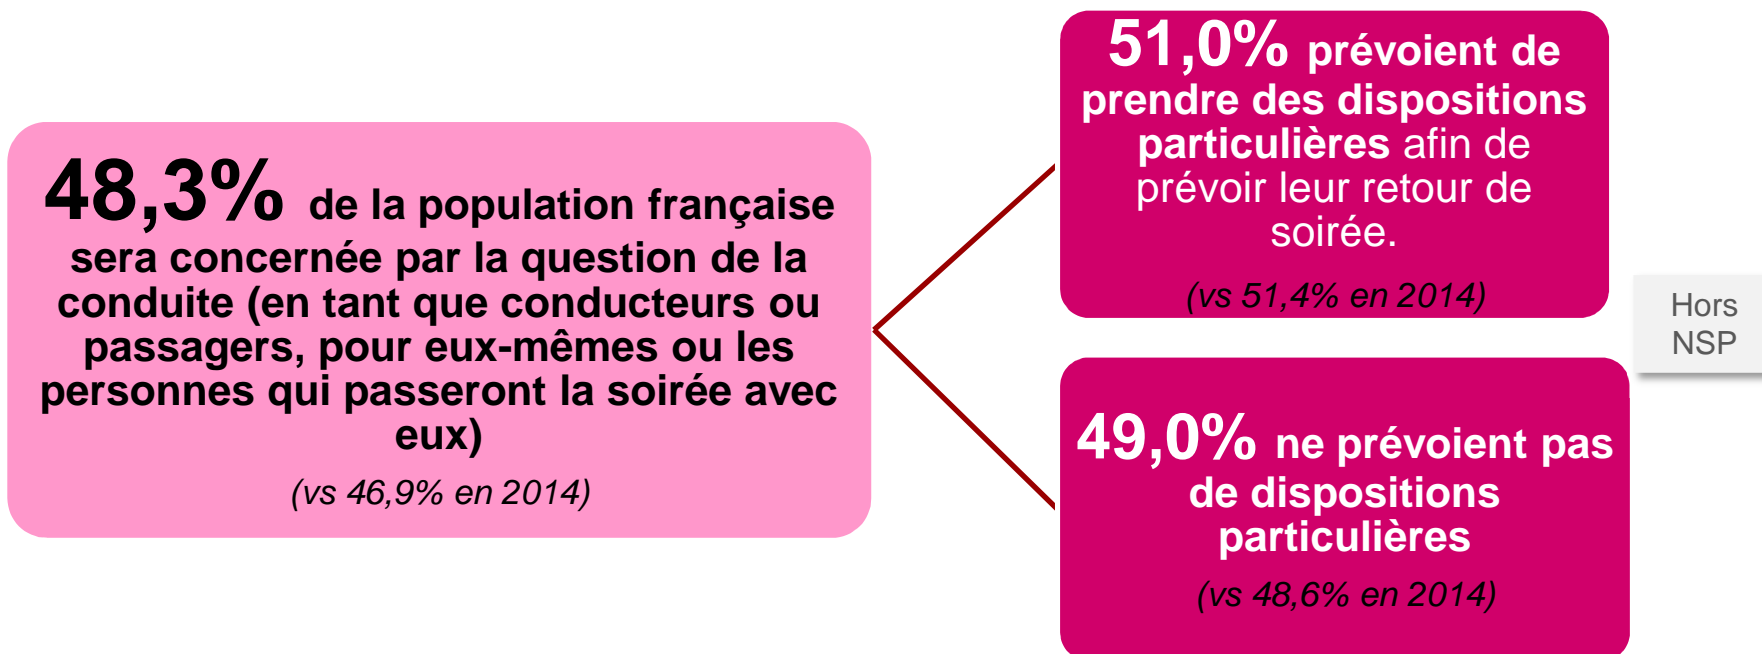 48,3% de la population française
sera concernée par la question de la
conduite (en tant que conducteurs ou
passagers, pour eux-mêmes ou les
personnes qui passeront la soirée avec
eux)
(vs 46,9% en 2014)
51,0% prévoient de
prendre des dispositions
particulières afin de
prévoir leur retour de
soirée.
(vs 51,4% en 2014)
49,0% ne prévoient pas
de dispositions
particulières
(vs 48,6% en 2014)
Hors
NSP